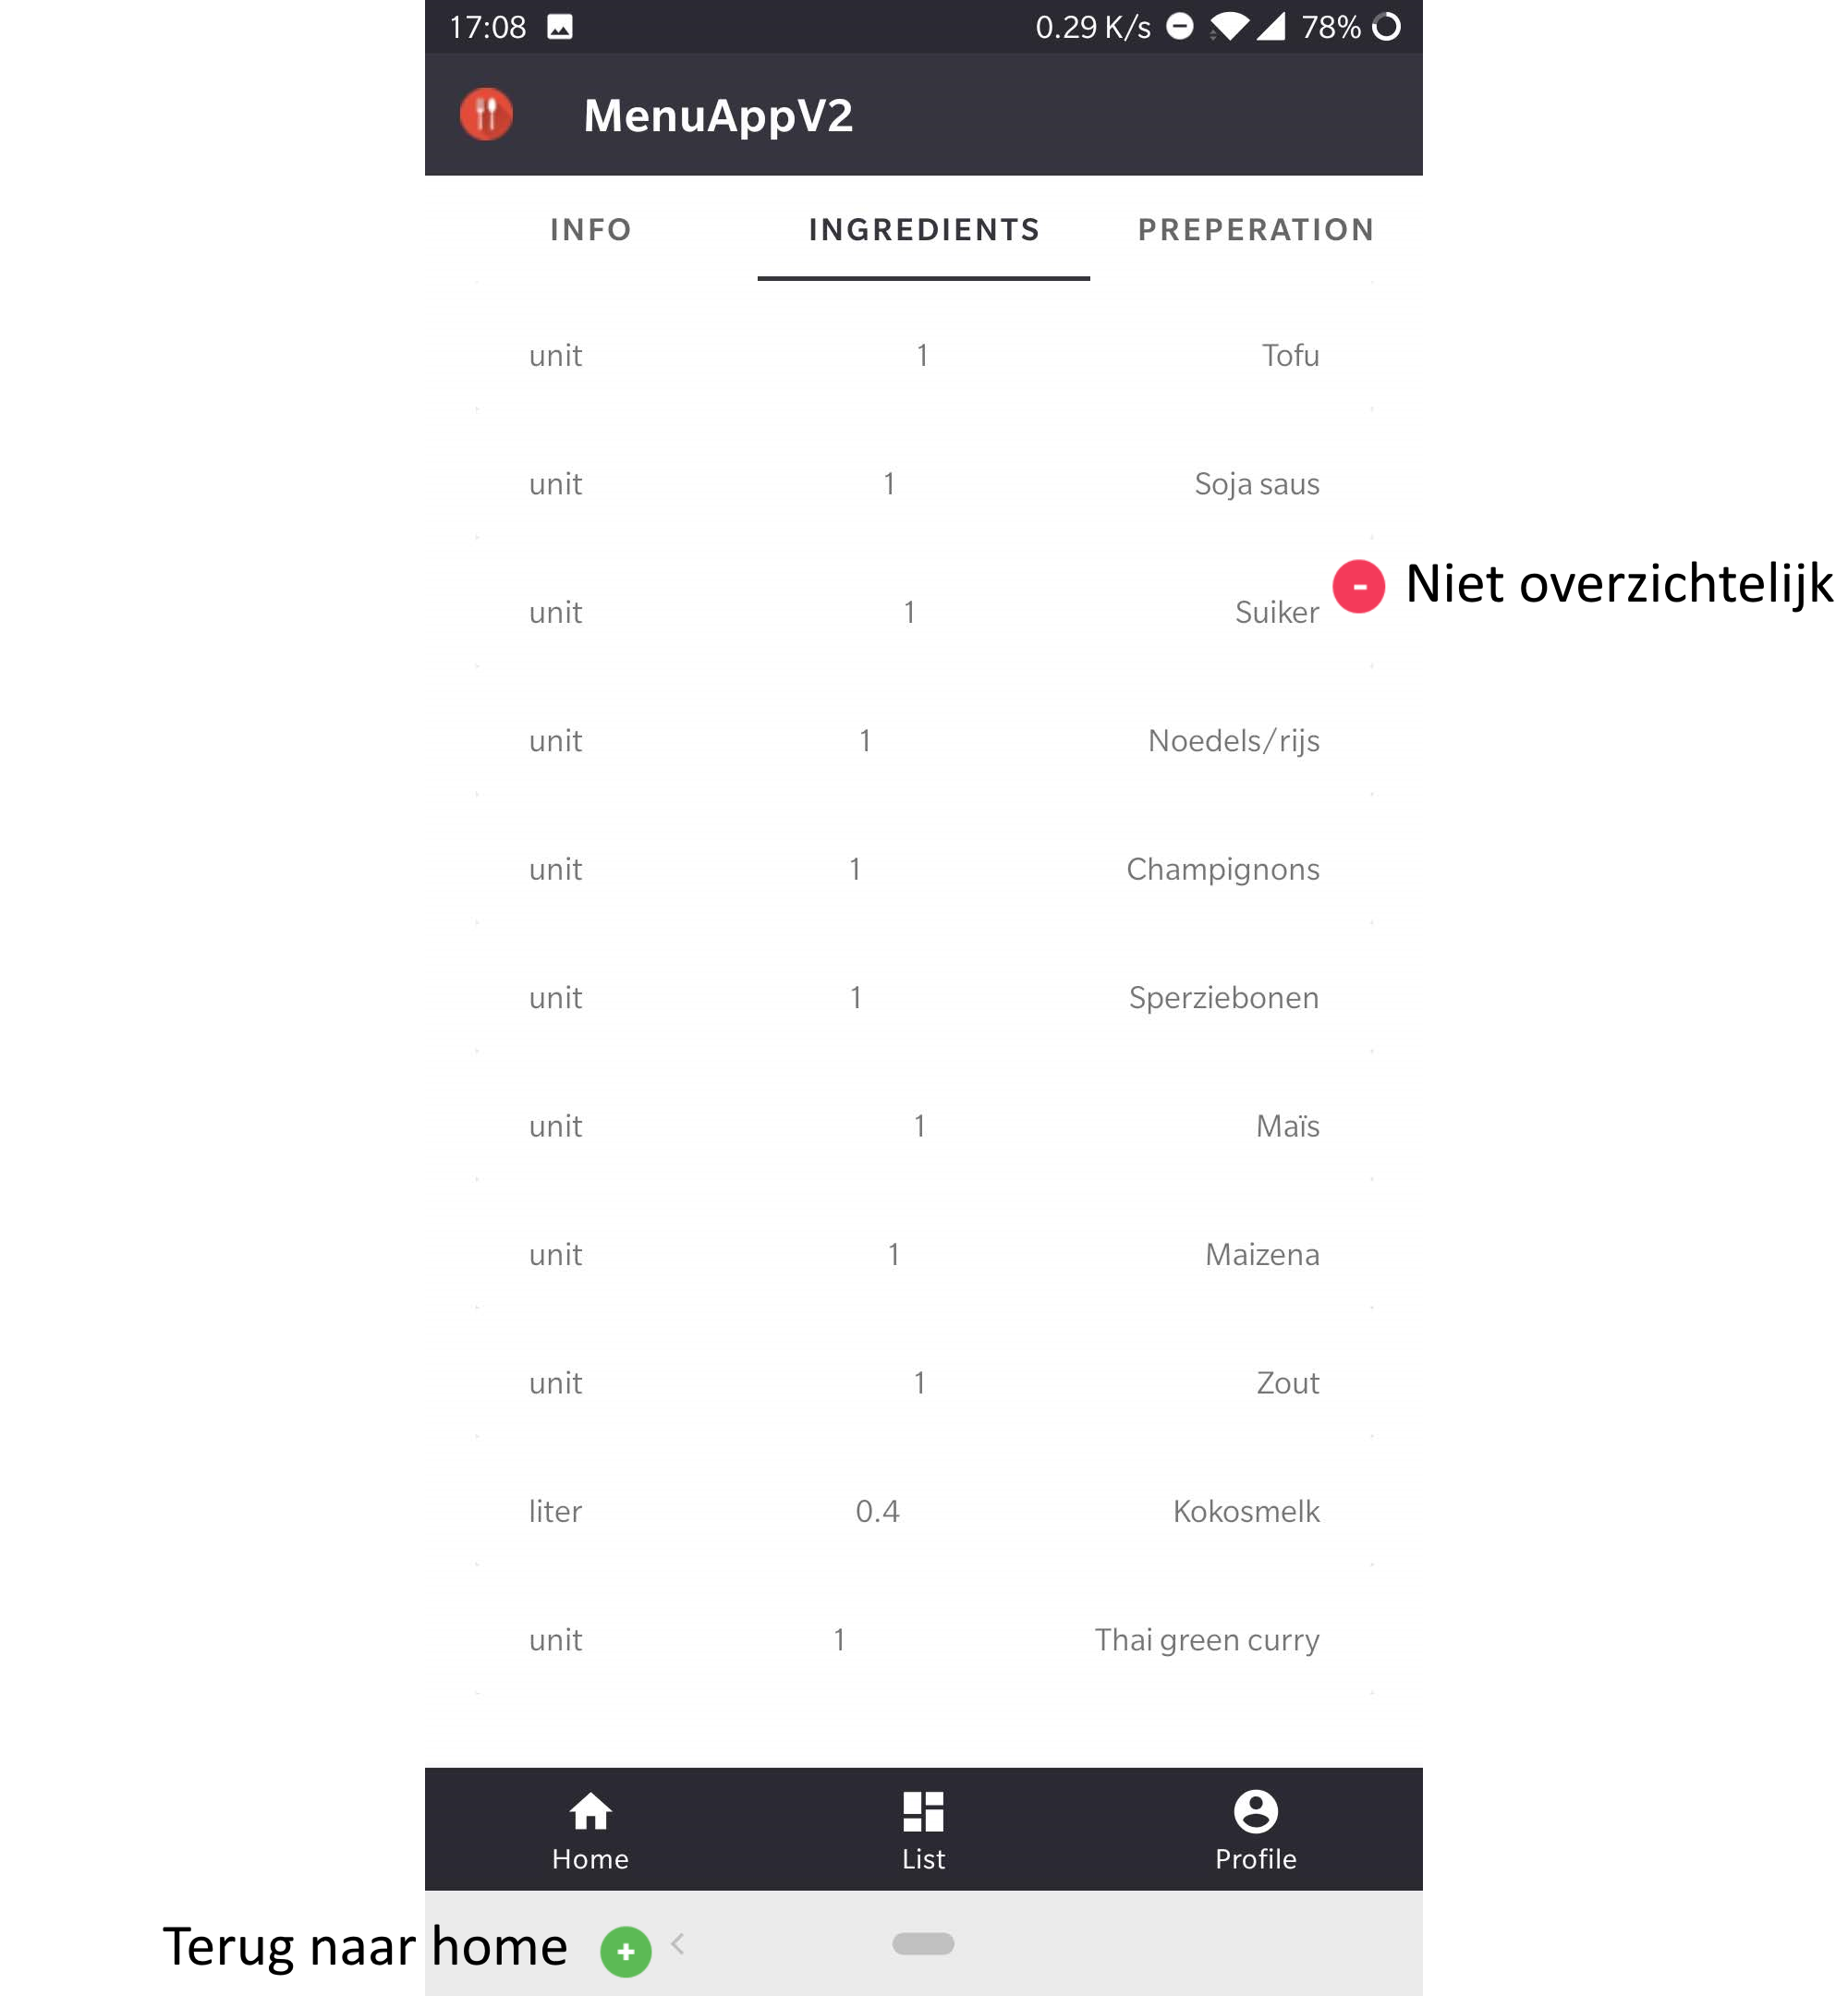 17:08 0.29 K/s 78%
MenuAppV2
INFO INGREDIENTS PREPERATION
unit 1 Tofu
unit 1 Soja saus
- Niet overzichtelijk
unit 1 Suiker
unit 1 Noedels/rijs
unit 1 Champignons
unit 1 Sperziebonen
unit 1 Maïs
unit 1 Maizena
unit 1 Zout
liter 0.4 Kokosmelk
unit 1 Thai green curry
Home List Profile
Terug naar home +